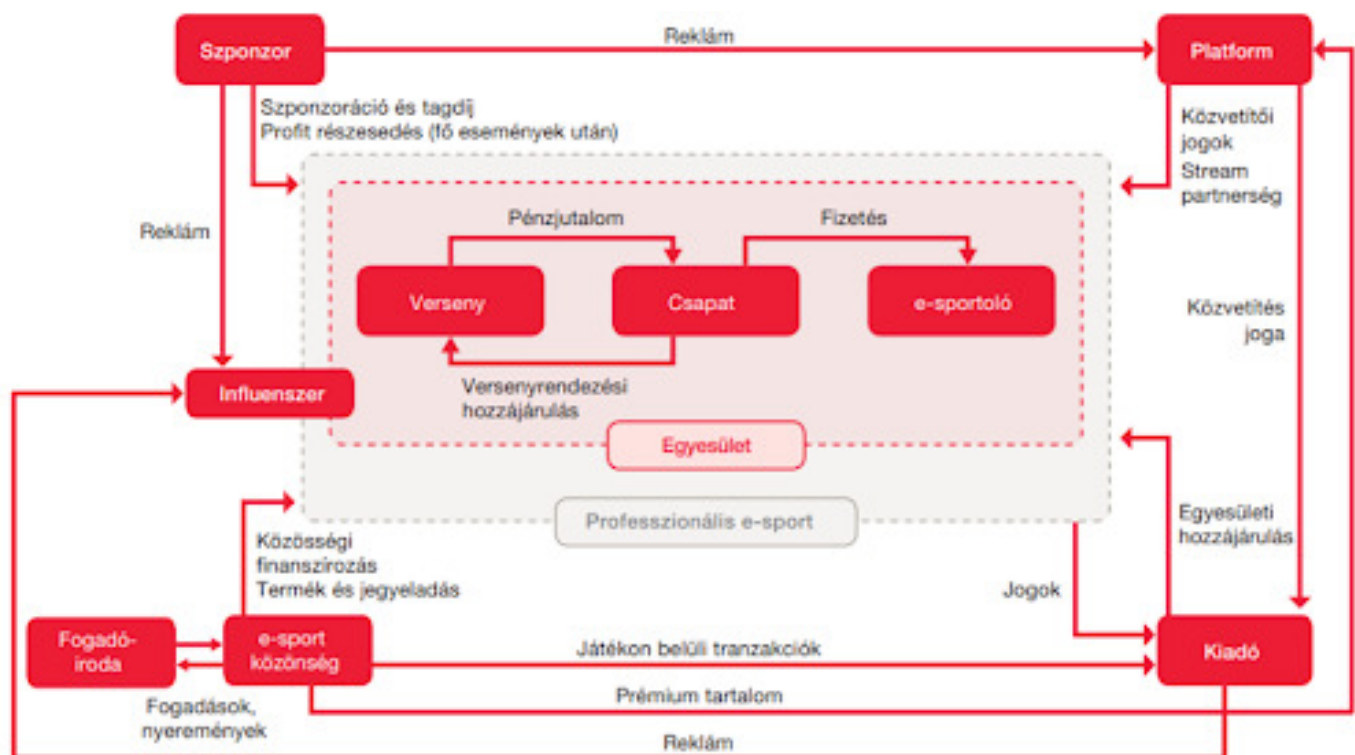 Reklám
Szponzor
Platform
Szponzoráció és tagdíj
Profit részesedés (fő események után)
Közvetítői
jogok
Stream
partnerség
Reklám
Pénzjutalom
Fizetés
Verseny
Csapat
e-sportoló
Közvetítés
joga
Influenszer
Versenyrendezési
hozzájárulás
Egyesület
Professzionális e-sport
Egyesületi
hozzájárulás
Közösségi
finanszírozás
Termék és jegyeladás
Jogok
Fogadó-
iroda
e-sport
közönség
Játékon belüli tranzakciók
Kiadó
Prémium tartalom
Fogadások,
nyeremények
Reklám